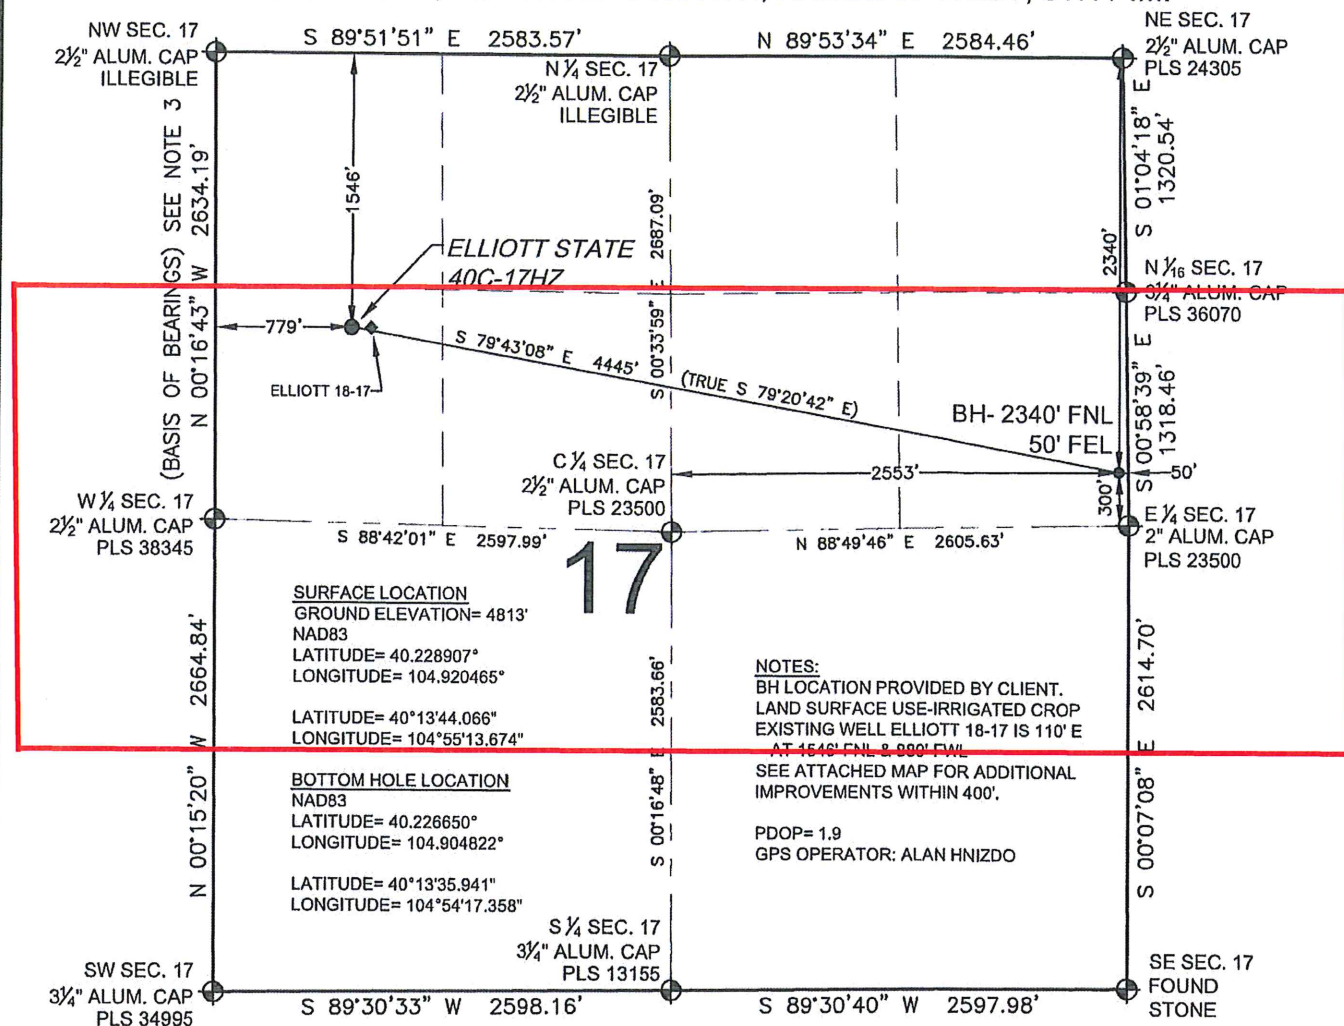 NW SEC. 17
2½" ALUM. CAP
ILLEGIBLE
S 89°51'51" E 2583.57'
N ¼ SEC. 17
2½" ALUM. CAP
ILLEGIBLE
N 89°53'34" E 2584.46'
NE SEC. 17
2½" ALUM. CAP
PLS 24305
(BASIS OF BEARINGS) SEE NOTE 3
N 00°16'43" W 2634.19'
1546'
S 00°33'59" E 2687.09'
2340'
S 01°04'18" E
1320.54'
ELLIOTT STATE
40C-17HZ
N 1⁄16 SEC. 17
3¼" ALUM. CAP
PLS 36070
779'
ELLIOTT 18-17
S 79°43'08" E 4445'
(TRUE S 79°20'42" E)
BH- 2340' FNL
50' FEL
S 00°58'39" E
1318.46'
C ¼ SEC. 17
2½" ALUM. CAP
PLS 23500
2553'
50'
300'
W ¼ SEC. 17
2½" ALUM. CAP
PLS 38345
S 88°42'01" E 2597.99'
N 88°49'46" E 2605.63'
E ¼ SEC. 17
2" ALUM. CAP
PLS 23500
17
SURFACE LOCATION
GROUND ELEVATION= 4813'
NAD83
LATITUDE= 40.228907°
LONGITUDE= 104.920465°
LATITUDE= 40°13'44.066"
LONGITUDE= 104°55'13.674"
BOTTOM HOLE LOCATION
NAD83
LATITUDE= 40.226650°
LONGITUDE= 104.904822°
LATITUDE= 40°13'35.941"
LONGITUDE= 104°54'17.358"
N 00°15'20" W 2664.84'
S 00°16'48" E 2583.66'
NOTES:
BH LOCATION PROVIDED BY CLIENT.
LAND SURFACE USE-IRRIGATED CROP
EXISTING WELL ELLIOTT 18-17 IS 110' E
AT 1546' FNL & 889' FWL
SEE ATTACHED MAP FOR ADDITIONAL
IMPROVEMENTS WITHIN 400'.
PDOP= 1.9
GPS OPERATOR: ALAN HNIZDO
S 00°07'08" E 2614.70'
SW SEC. 17
3¼" ALUM. CAP
PLS 34995
S 89°30'33" W 2598.16'
S ¼ SEC. 17
3¼" ALUM. CAP
PLS 13155
S 89°30'40" W 2597.98'
SE SEC. 17
FOUND
STONE